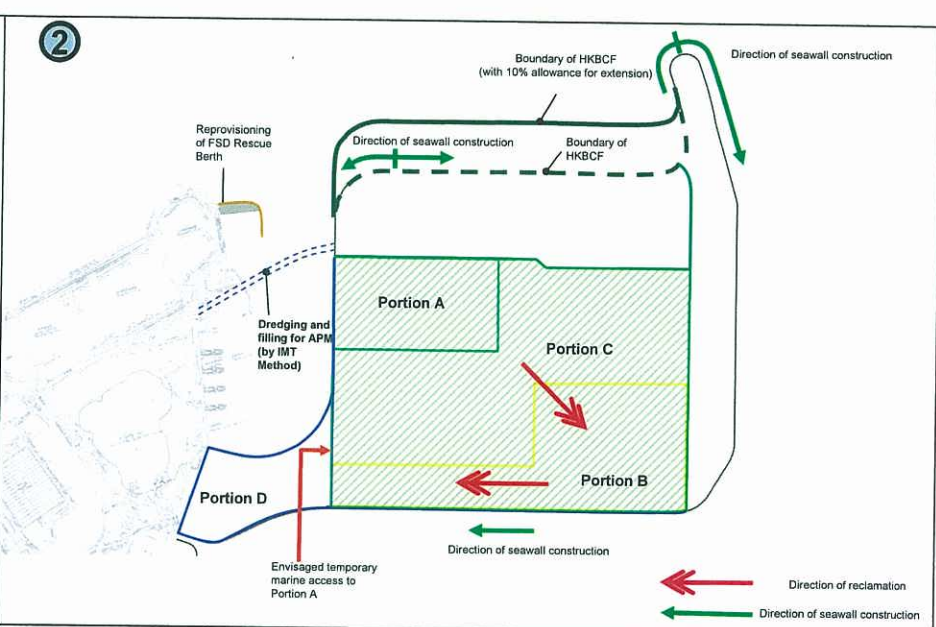 2
Direction of seawall construction
Boundary of HKBCF
(with 10% allowance for extension)
Reprovisioning
of FSD Rescue
Berth
Direction of seawall construction
Boundary of
HKBCF
Portion A
Dredging and
filling for APM
(by IMT
Method)
Portion C
Portion B
Portion D
Direction of seawall construction
Envisaged temporary
marine access to
Portion A
Direction of reclamation
Direction of seawall construction